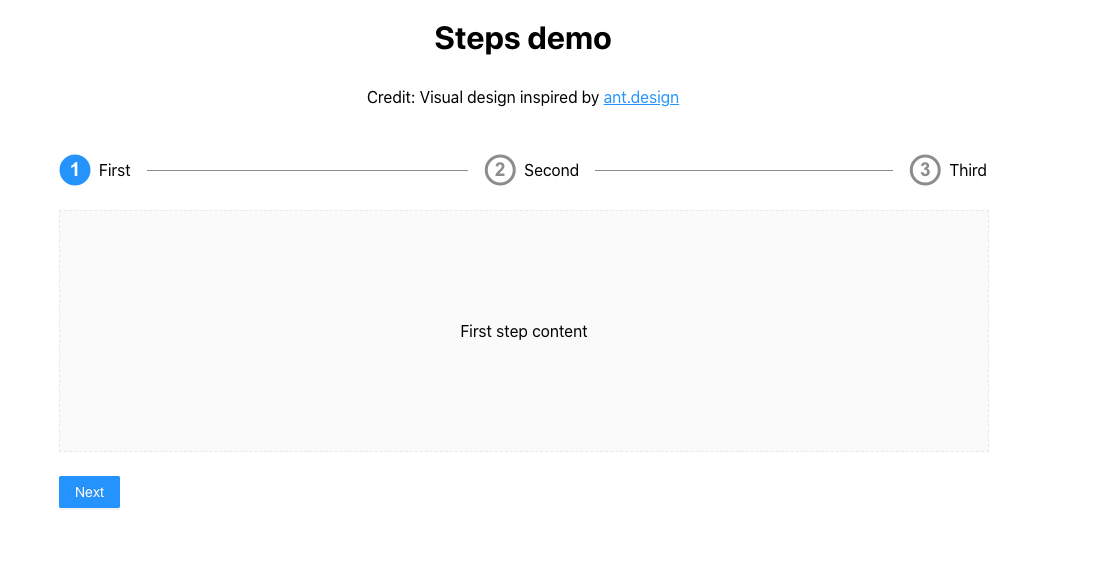 Steps demo
Credit: Visual design inspired by ant.design
1 First 2 Second 3 Third
First step content
Next